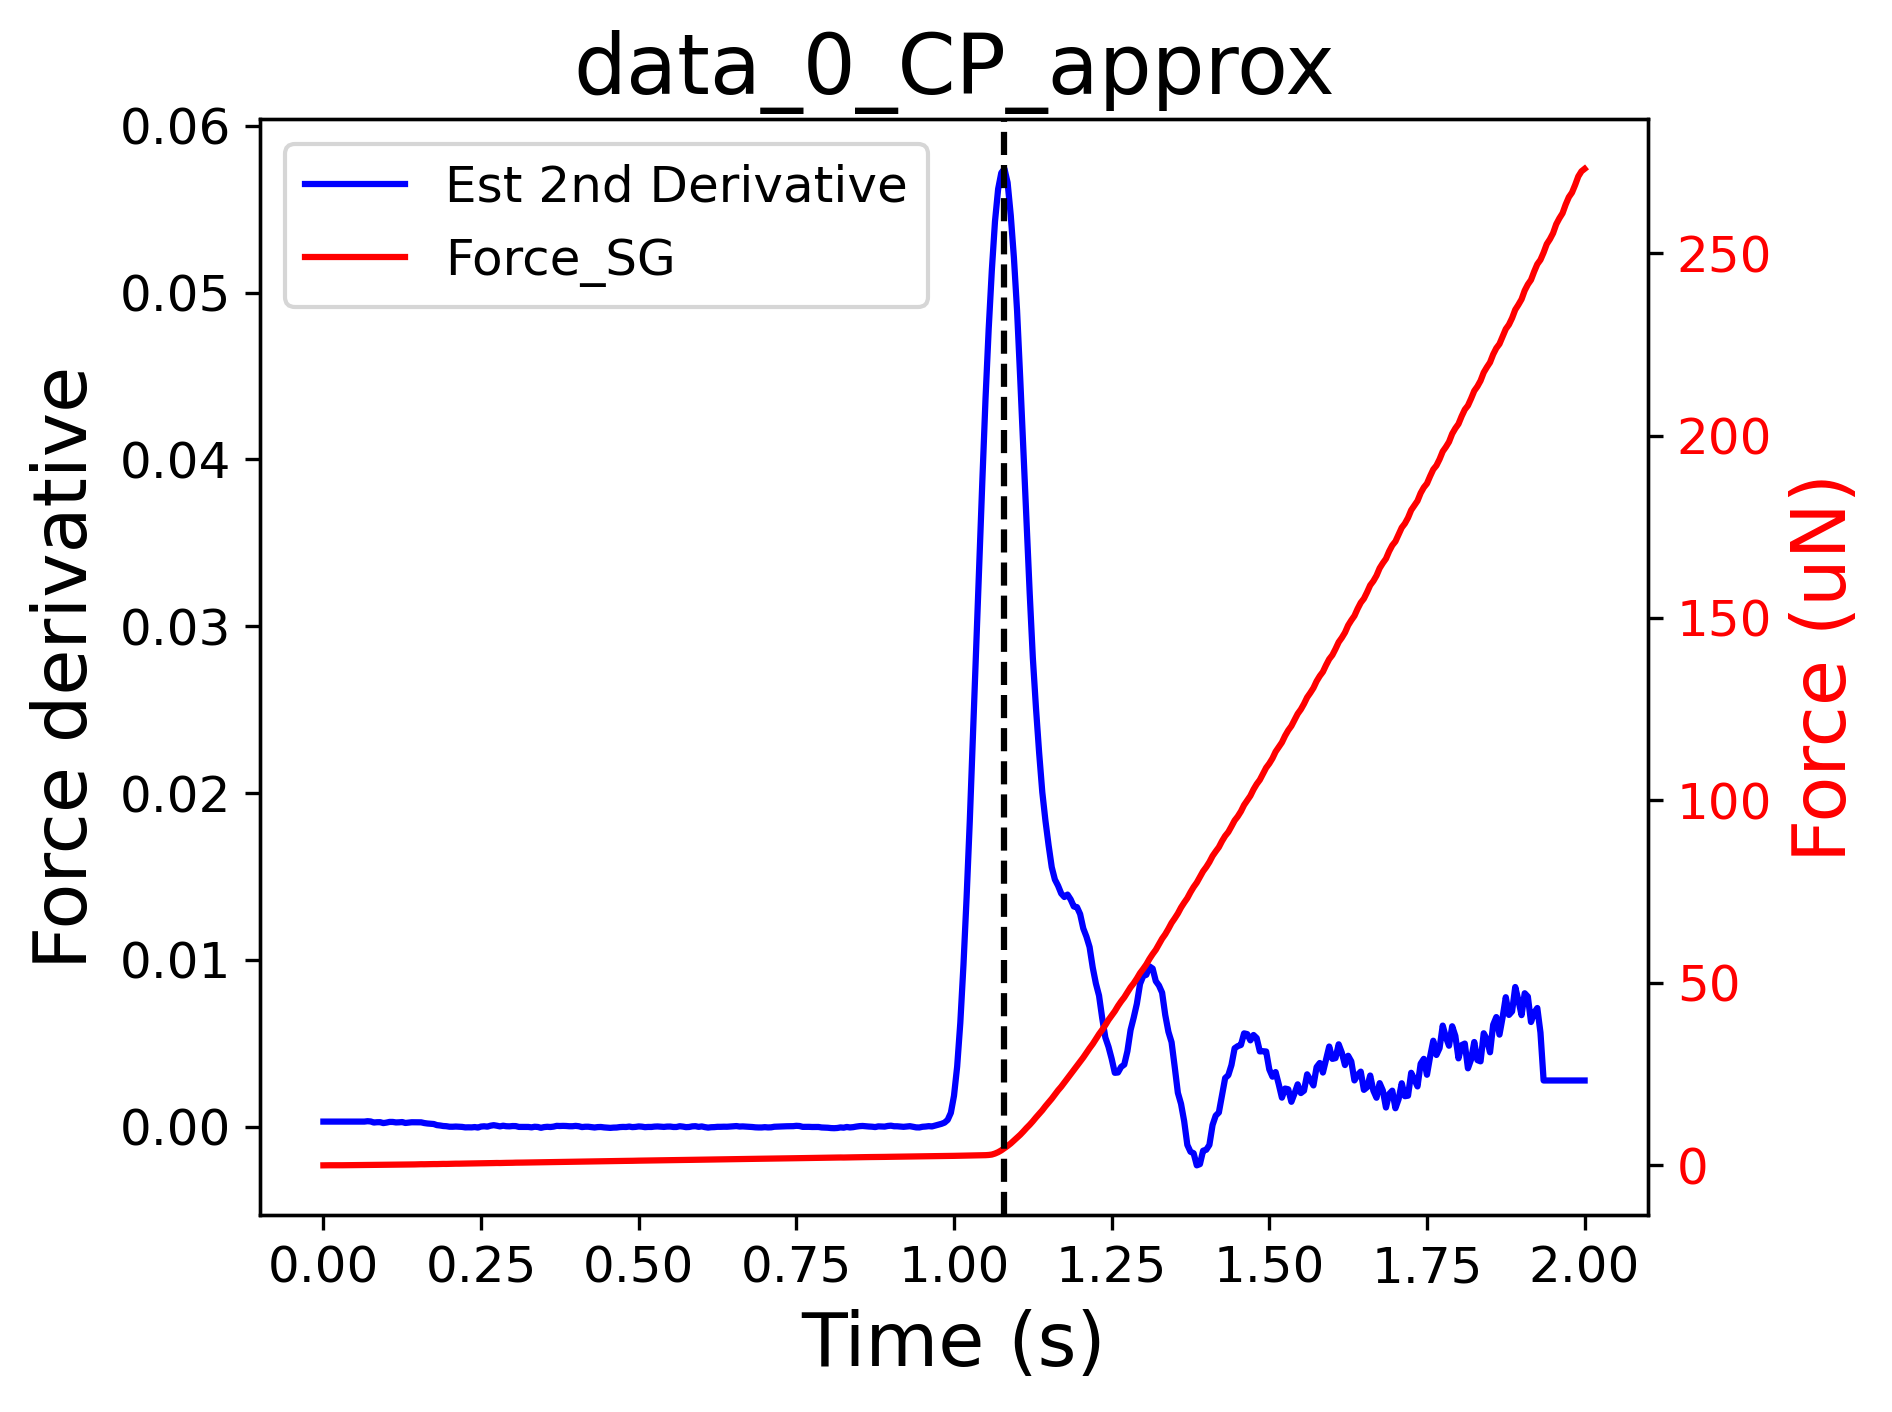 data_0_CP_approx
Est 2nd Derivative
Force_SG
Force derivative
0.06
0.05
0.04
0.03
0.02
0.01
0.00
250
200
150
100
50
0
Force (uN)
0.00 0.25 0.50 0.75 1.00 1.25 1.50 1.75 2.00
Time (s)